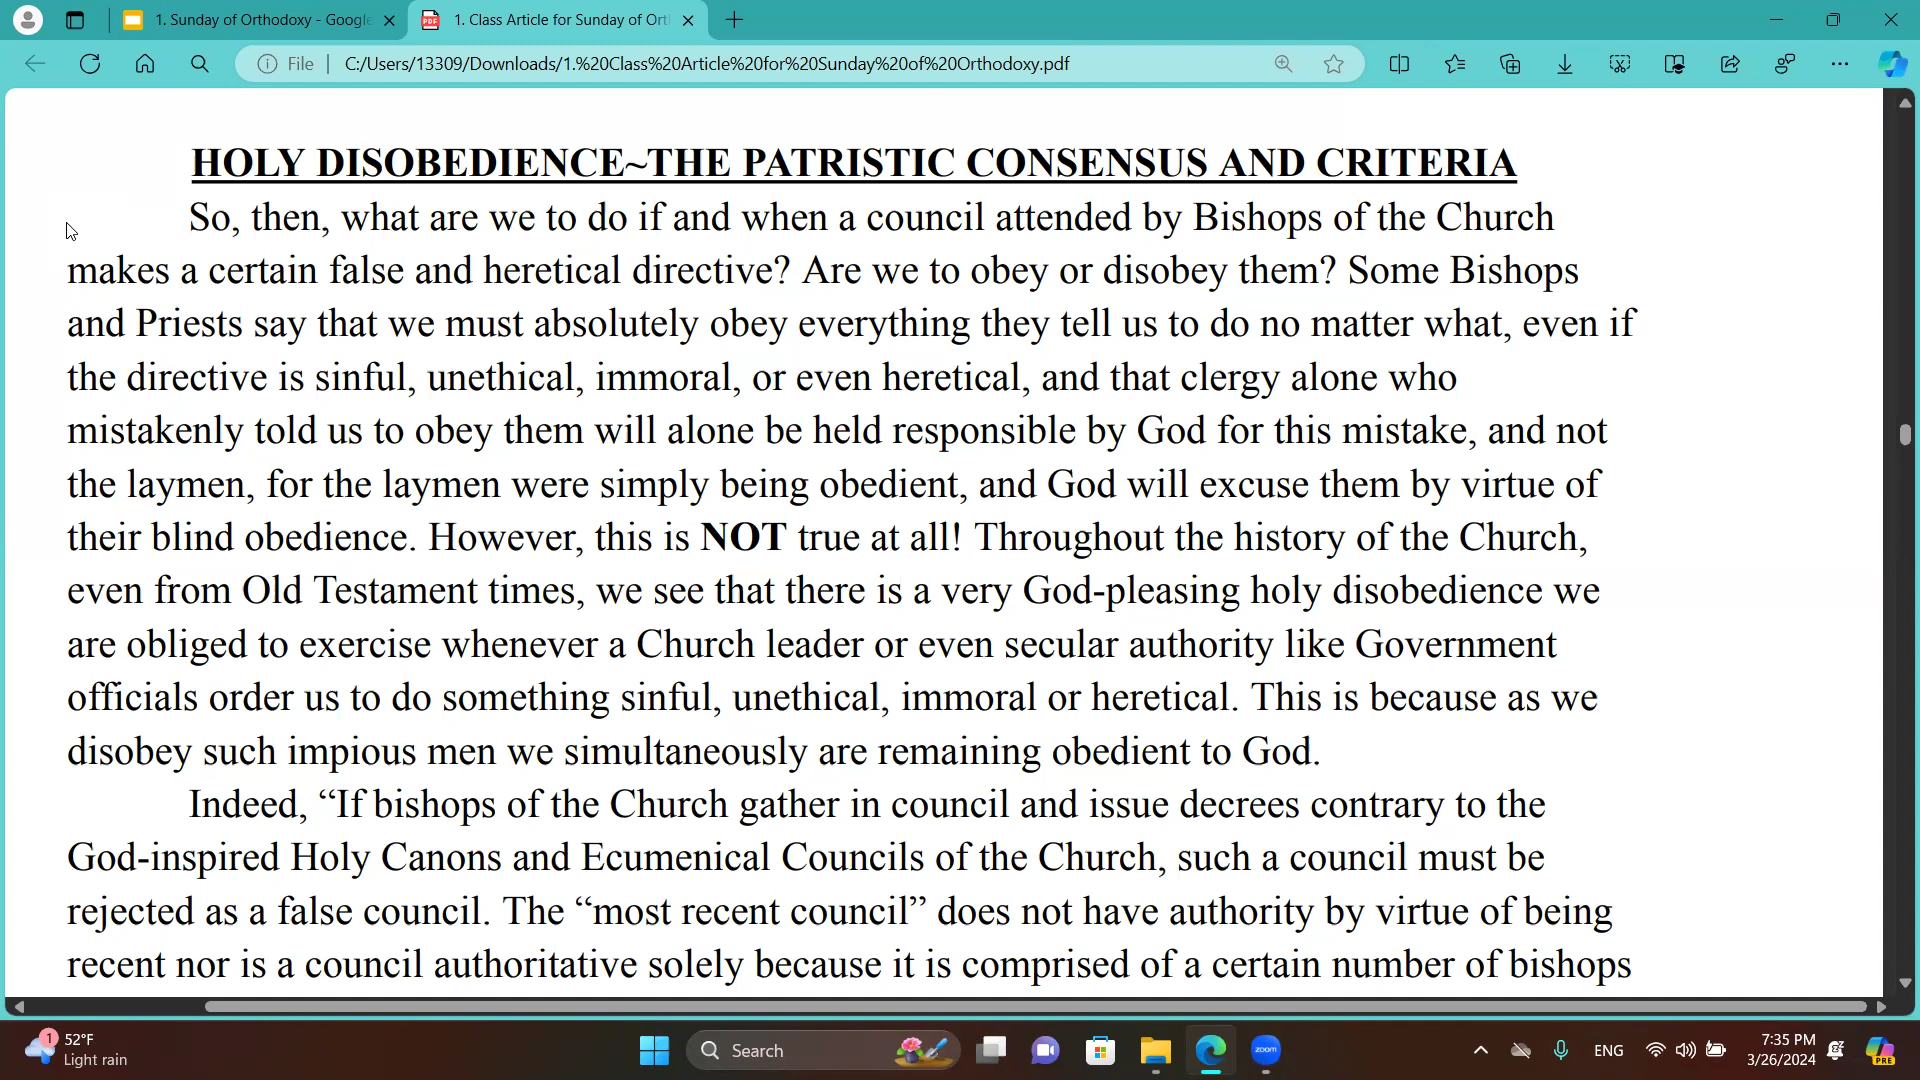 1. Sunday of Orthodoxy - Google
1. Class Article for Sunday of Ort
File
C:/Users/13309/Downloads/1.%20Class%20Article%20for%20Sunday%20of%20Orthodoxy.pdf
HOLY DISOBEDIENCE~THE PATRISTIC CONSENSUS AND CRITERIA
So, then, what are we to do if and when a council attended by Bishops of the Church
makes a certain false and heretical directive? Are we to obey or disobey them? Some Bishops
and Priests say that we must absolutely obey everything they tell us to do no matter what, even if
the directive is sinful, unethical, immoral, or even heretical, and that clergy alone who
mistakenly told us to obey them will alone be held responsible by God for this mistake, and not
the laymen, for the laymen were simply being obedient, and God will excuse them by virtue of
their blind obedience. However, this is NOT true at all! Throughout the history of the Church,
even from Old Testament times, we see that there is a very God-pleasing holy disobedience we
are obliged to exercise whenever a Church leader or even secular authority like Government
officials order us to do something sinful, unethical, immoral or heretical. This is because as we
disobey such impious men we simultaneously are remaining obedient to God.
Indeed, “If bishops of the Church gather in council and issue decrees contrary to the
God-inspired Holy Canons and Ecumenical Councils of the Church, such a council must be
rejected as a false council. The “most recent council” does not have authority by virtue of being
recent nor is a council authoritative solely because it is comprised of a certain number of bishops
1
52°F
Light rain
Search
zoom
ENG
7:35 PM
3/26/2024
PRE